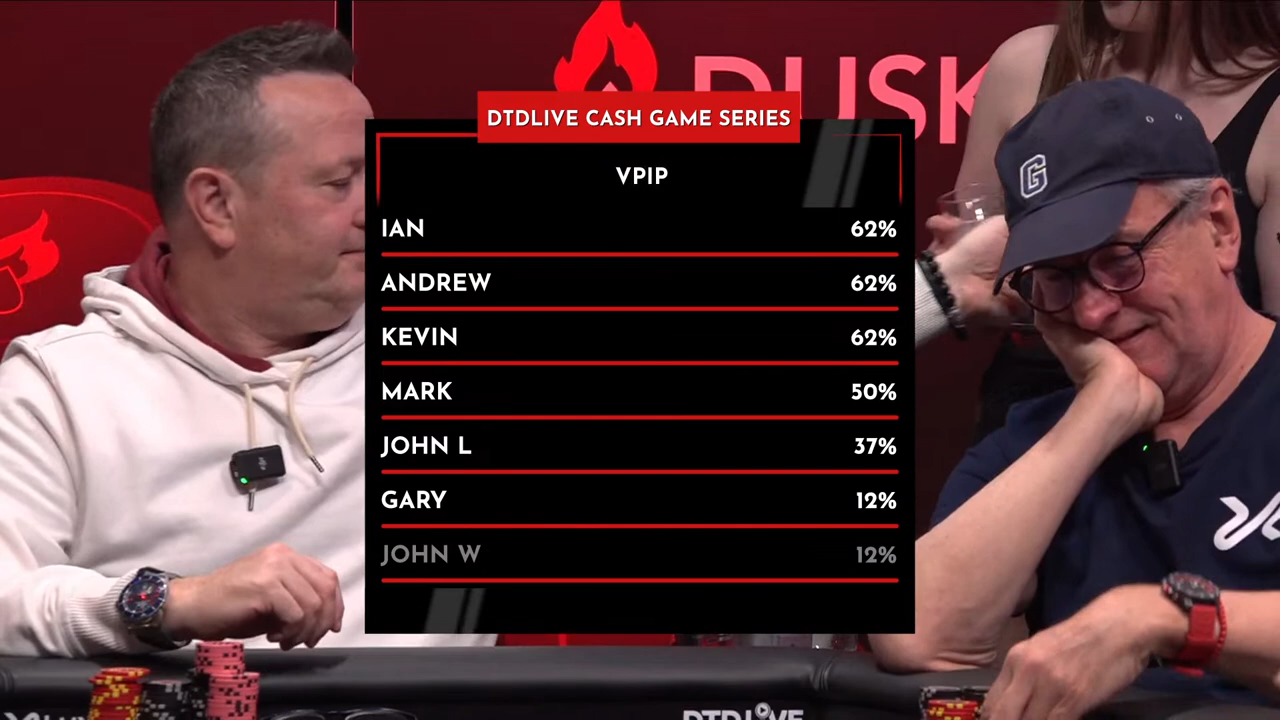 DUSK
DTDLIVE CASH GAME SERIES
VPIP
IAN 62%
ANDREW 62%
KEVIN 62%
MARK 50%
JOHN L 37%
GARY 12%
JOHN W 12%
G
DTDLIVE